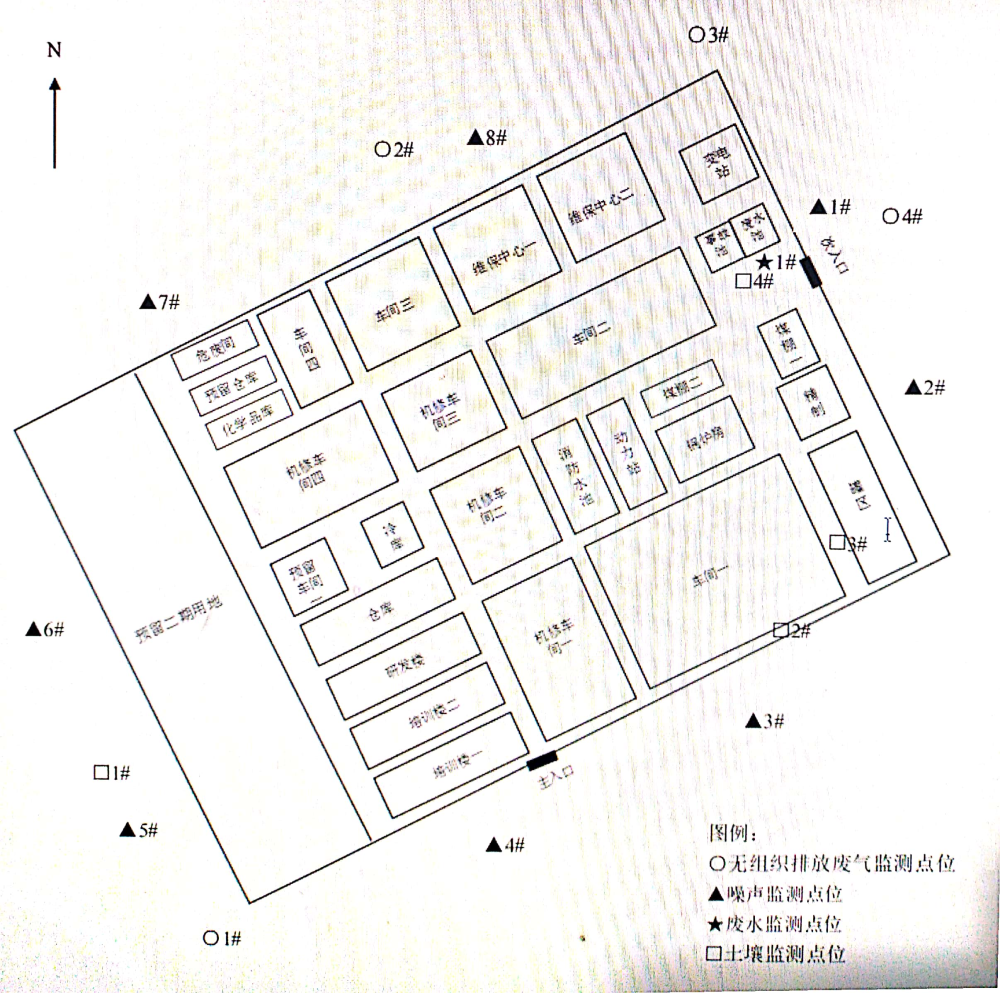 ○3#
N
○2#
▲8#
变电
站
▲1#
○4#
维保中心二
废水
池
事故
池
★1#
次入口
□4#
维保中心一
▲7#
车间三
车间二
危废间
车
间
四
预留仓库
化学品库
煤
棚
一
▲2#
精
制
煤棚二
机修车
间三
锅炉房
动
力
站
消
防
水
池
机修车
间四
机修车
间二
罐
区
□3#
冷
库
预留
车间
一
车间一
仓库
□2#
预留二期用地
▲6#
机修车
间一
研发楼
培训楼二
培训楼一
▲3#
□1#
主入口
▲5#
▲4#
○1#
图例:
○无组织排放废气监测点位
▲噪声监测点位
★废水监测点位
□土壤监测点位